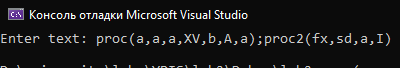 Консоль отладки Microsoft Visual Studio
Enter text: proc(a,a,a,XV,b,A,a);proc2(fx,sd,a,I)